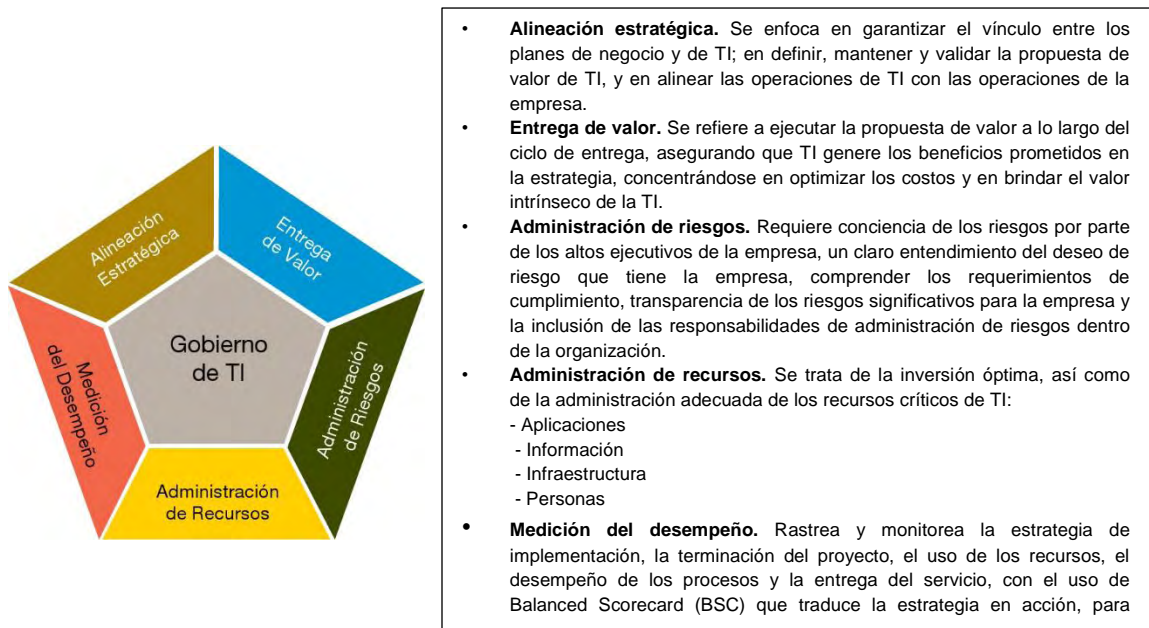 Alineación
Estratégica
Entrega
de Valor
Gobierno
de TI
Medición
del Desempeño
Administración
de Riesgos
Administración
de Recursos
• Alineación estratégica. Se enfoca en garantizar el vínculo entre los
planes de negocio y de TI; en definir, mantener y validar la propuesta de
valor de TI, y en alinear las operaciones de TI con las operaciones de la
empresa.
• Entrega de valor. Se refiere a ejecutar la propuesta de valor a lo largo del
ciclo de entrega, asegurando que TI genere los beneficios prometidos en
la estrategia, concentrándose en optimizar los costos y en brindar el valor
intrínseco de la TI.
• Administración de riesgos. Requiere conciencia de los riesgos por parte
de los altos ejecutivos de la empresa, un claro entendimiento del deseo de
riesgo que tiene la empresa, comprender los requerimientos de
cumplimiento, transparencia de los riesgos significativos para la empresa y
la inclusión de las responsabilidades de administración de riesgos dentro
de la organización.
• Administración de recursos. Se trata de la inversión óptima, así como
de la administración adecuada de los recursos críticos de TI:
- Aplicaciones
- Información
- Infraestructura
- Personas
• Medición del desempeño. Rastrea y monitorea la estrategia de
implementación, la terminación del proyecto, el uso de los recursos, el
desempeño de los procesos y la entrega del servicio, con el uso de
Balanced Scorecard (BSC) que traduce la estrategia en acción, para